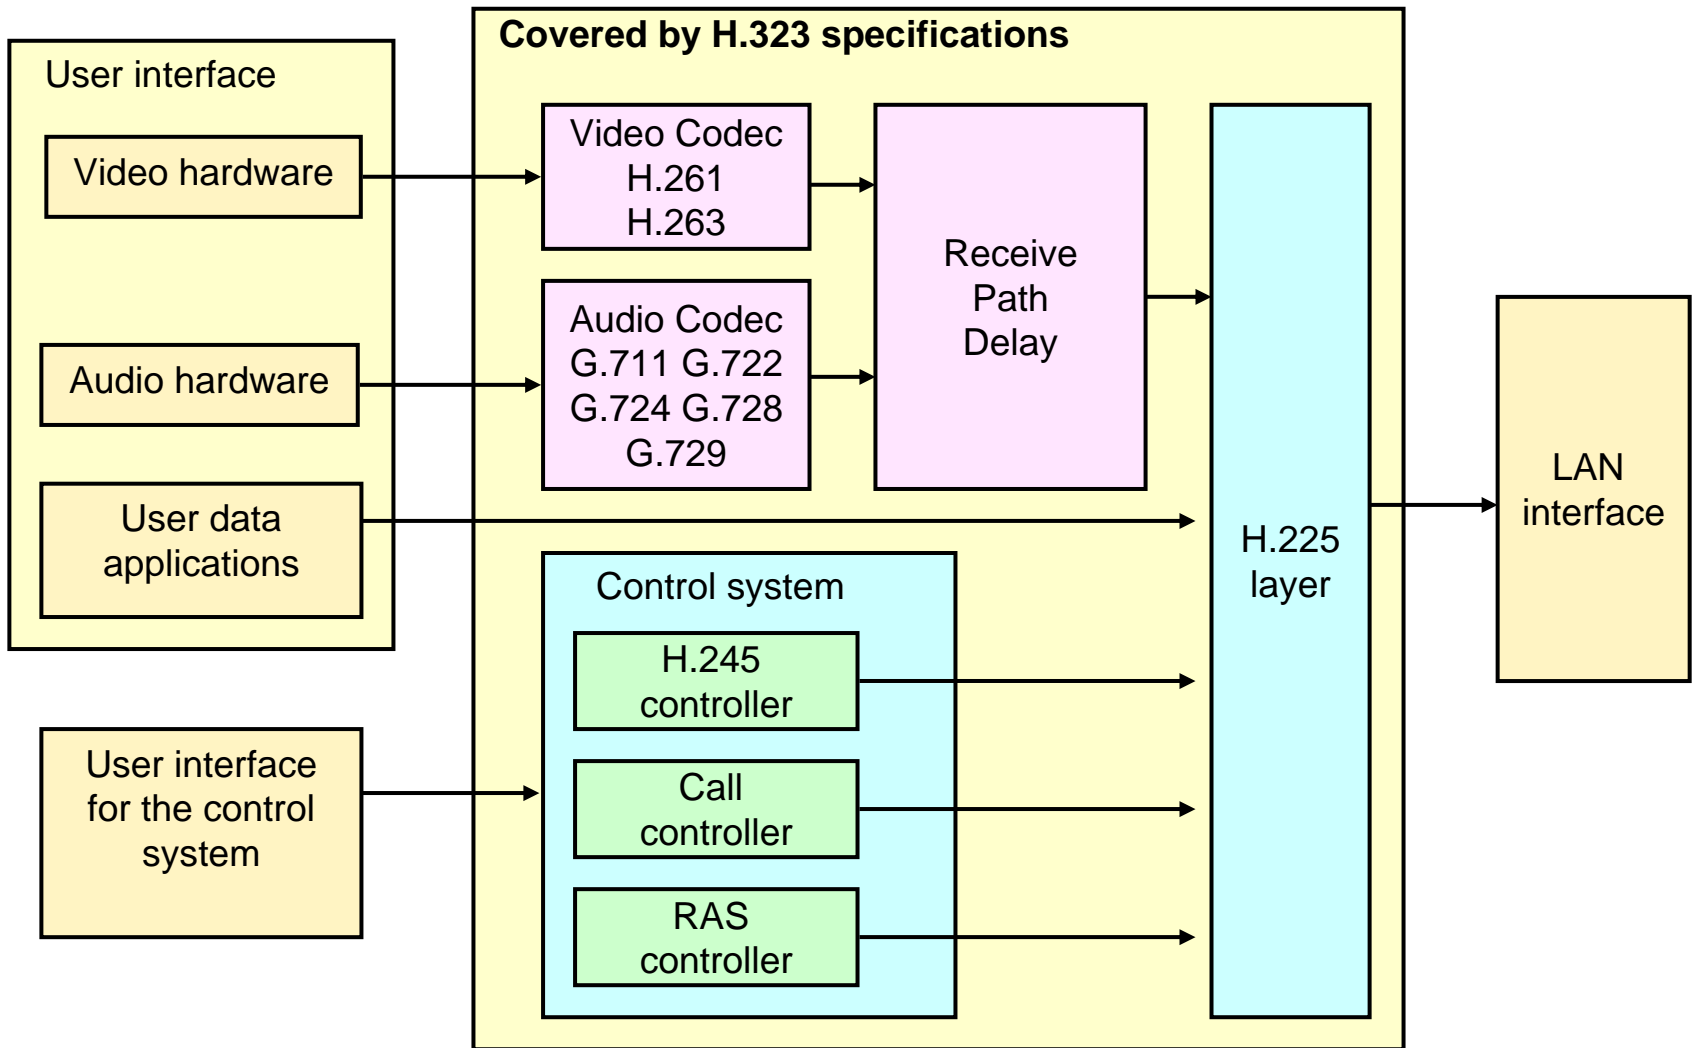 Covered by H.323 specifications
User interface
Video hardware
Audio hardware
User data
applications
User interface
for the control
system
Video Codec
H.261
H.263
Audio Codec
G.711 G.722
G.724 G.728
G.729
Receive
Path
Delay
Control system
H.245
controller
Call
controller
RAS
controller
H.225
layer
LAN
interface